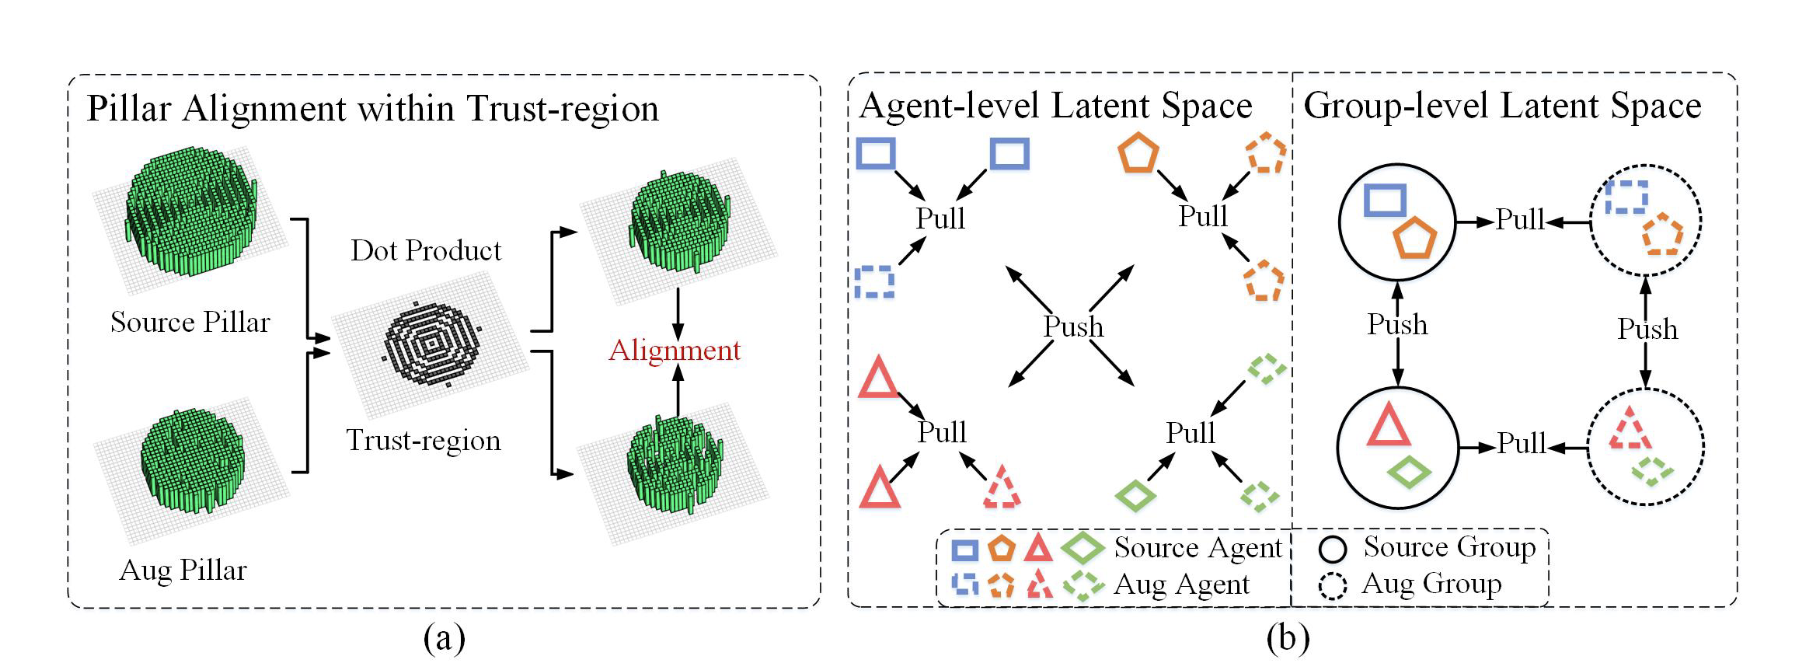 Pillar Alignment within Trust-region
Dot Product
Source Pillar
Alignment
Trust-region
Aug Pillar
(a)
Agent-level Latent Space
Pull
Pull
Push
Pull
Pull
Group-level Latent Space
Pull
Push
Push
Pull
Source Agent
Aug Agent
Source Group
Aug Group
(b)